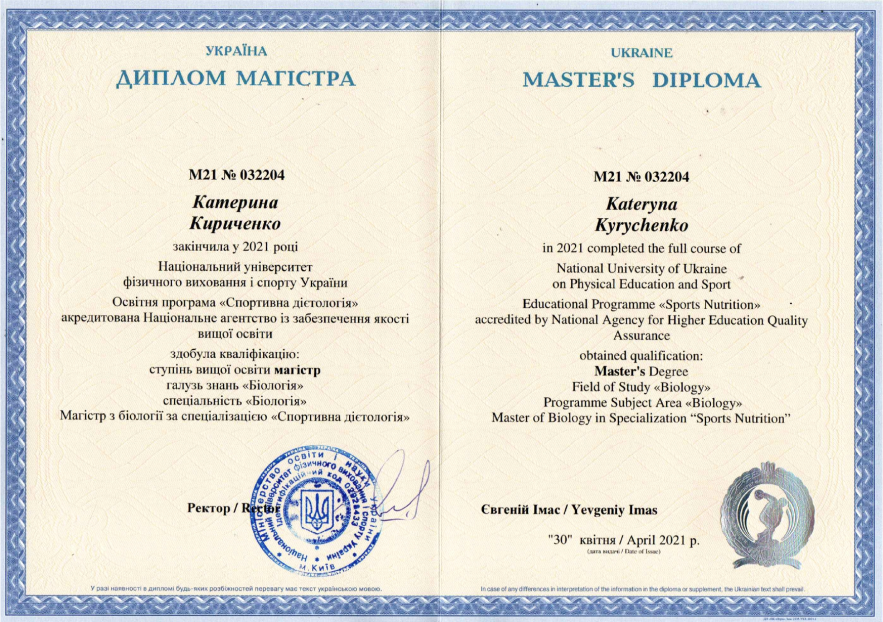 УКРАЇНА
ДИПЛОМ МАГІСТРА
М21 № 032204
Катерина
Кириченко
закінчила у 2021 році
Національний університет
фізичного виховання і спорту України
Освітня програма «Спортивна дієтологія»
акредитована Національне агентство із забезпечення якості
вищої освіти
здобула кваліфікацію:
ступінь вищої освіти магістр
галузь знань «Біологія»
спеціальність «Біологія»
Магістр з біології за спеціалізацією «Спортивна дієтологія»
Ректор / Rector
Міністерство освіти і науки України
Національний університет фізичного виховання і спорту України
Ідентифікаційний код 02928433
м.Київ
У разі наявності в дипломі будь-яких розбіжностей перевагу має текст українською мовою.
UKRAINE
MASTER'S DIPLOMA
M21 № 032204
Kateryna
Kyrychenko
in 2021 completed the full course of
National University of Ukraine
on Physical Education and Sport
Educational Programme «Sports Nutrition»
accredited by National Agency for Higher Education Quality
Assurance
obtained qualification:
Master's Degree
Field of Study «Biology»
Programme Subject Area «Biology»
Master of Biology in Specialization “Sports Nutrition”
Євгеній Імас / Yevgeniy Imas
"30" квітня / April 2021 р.
(дата видачі / Date of Issue)
In case of any differences in interpretation of the information in the diploma or supplement, the Ukrainian text shall prevail.